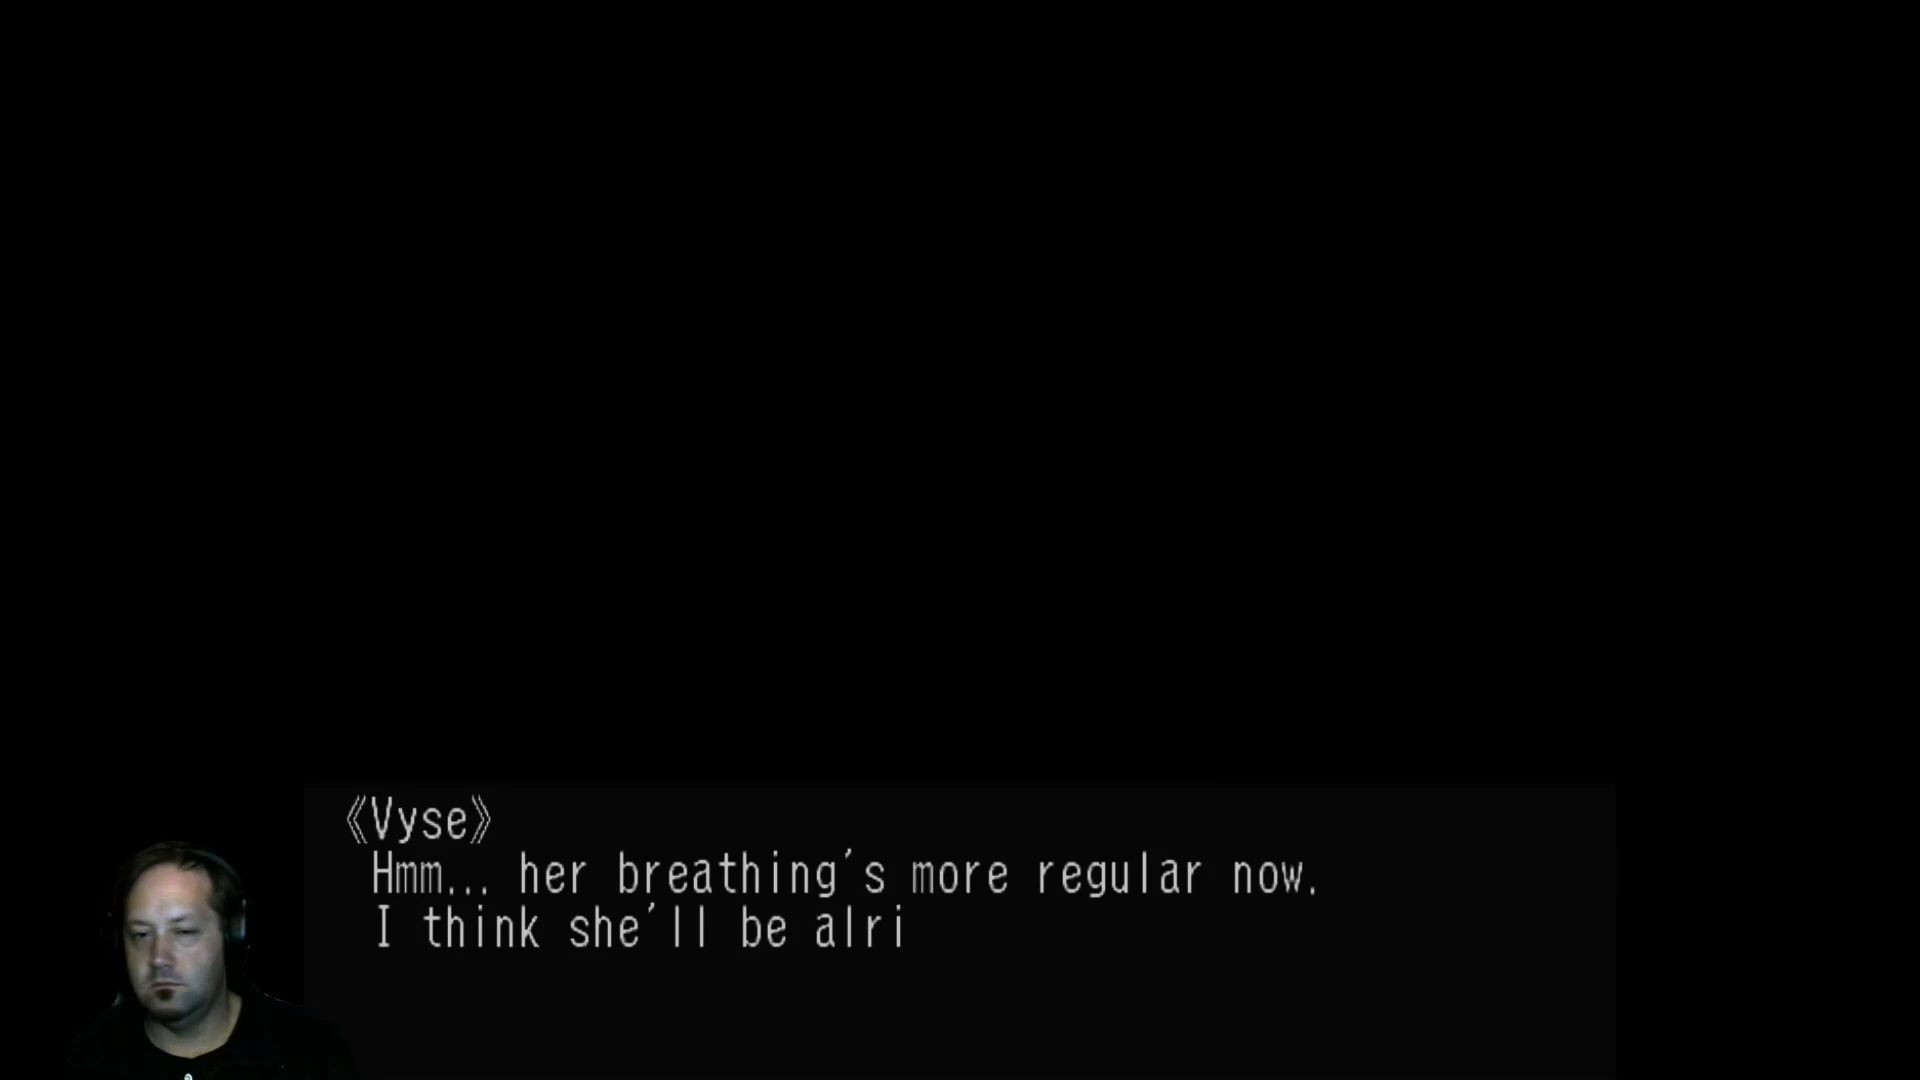 《Vyse》
Hmm... her breathing's more regular now.
I think she'll be alri